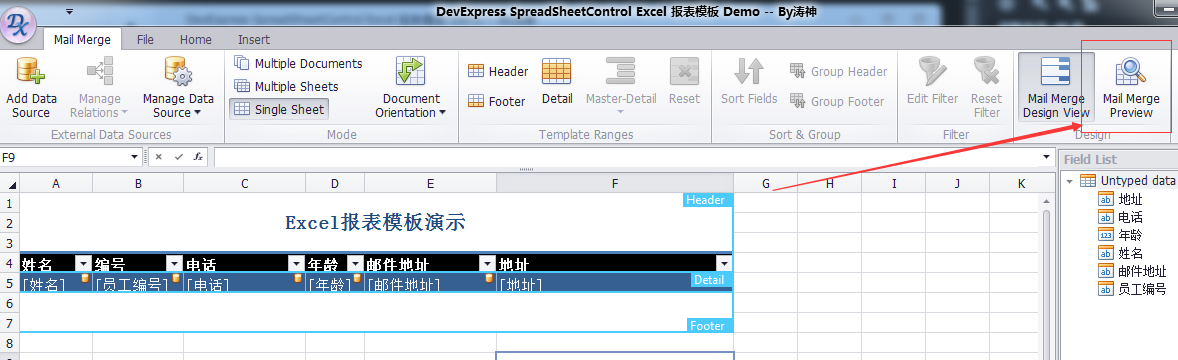 DevExpress SpreadSheetControl Excel 报表模板 Demo -- By涛神
Mail Merge File Home Insert
Add Data Source
Manage Relations
Manage Data Source
External Data Sources
Multiple Documents
Multiple Sheets
Single Sheet
Document Orientation
Mode
Header
Footer
Detail
Master-Detail
Reset
Template Ranges
Sort Fields
Group Header
Group Footer
Sort & Group
Edit Filter
Reset Filter
Filter
Mail Merge Design View
Mail Merge Preview
Design
F9
fx
Field List
A B C D E F G H I J K
1 Header
2 Excel报表模板演示
3
4 姓名 编号 电话 年龄 邮件地址 地址
5 [姓名] [员工编号] [电话] [年龄] [邮件地址] [地址] Detail
6
7 Footer
8
Untyped data
ab 地址
ab 电话
123 年龄
ab 姓名
ab 邮件地址
ab 员工编号